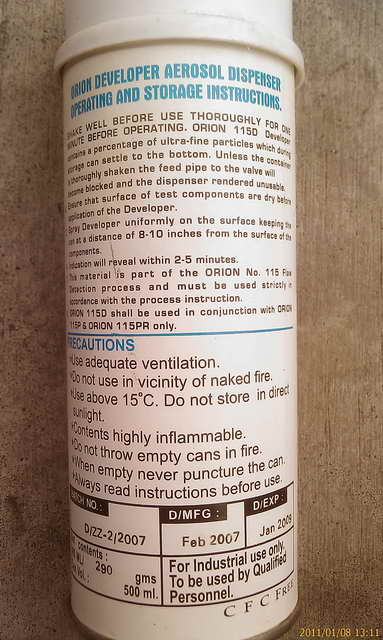 ORION DEVELOPER AEROSOL DISPENSER
OPERATING AND STORAGE INSTRUCTIONS.
SHAKE WELL BEFORE USE THOROUGHLY FOR ONE
MINUTE BEFORE OPERATING. ORION 115D Developer
contains a percentage of ultra-fine particles which during
storage can settle to the bottom. Unless the container
is thoroughly shaken the feed pipe to the valve will
become blocked and the dispenser rendered unusable.
Ensure that surface of test components are dry before
application of the Developer.
Spray Developer uniformly on the surface keeping the
can at a distance of 8-10 inches from the surface of the
components.
Indication will reveal within 2-5 minutes.
This material is part of the ORION No. 115 Flaw
Detection process and must be used strictly in
accordance with the process instruction.
ORION 115D shall be used in conjunction with ORION
115P & ORION 115PR only.
PRECAUTIONS
Use adequate ventilation.
Do not use in vicinity of naked fire.
Use above 15°C. Do not store in direct
sunlight.
Contents highly inflammable.
Do not throw empty cans in fire.
When empty never puncture the can.
Always read instructions before use.
BATCH NO. : D/MFG : D/EXP :
D/ZZ-2/2007 Feb 2007 Jan 2009
contents :
290 gms
500 ml.
For Industrial use only.
To be used by Qualified
Personnel.
CFC FREE
2011/01/08 13:11